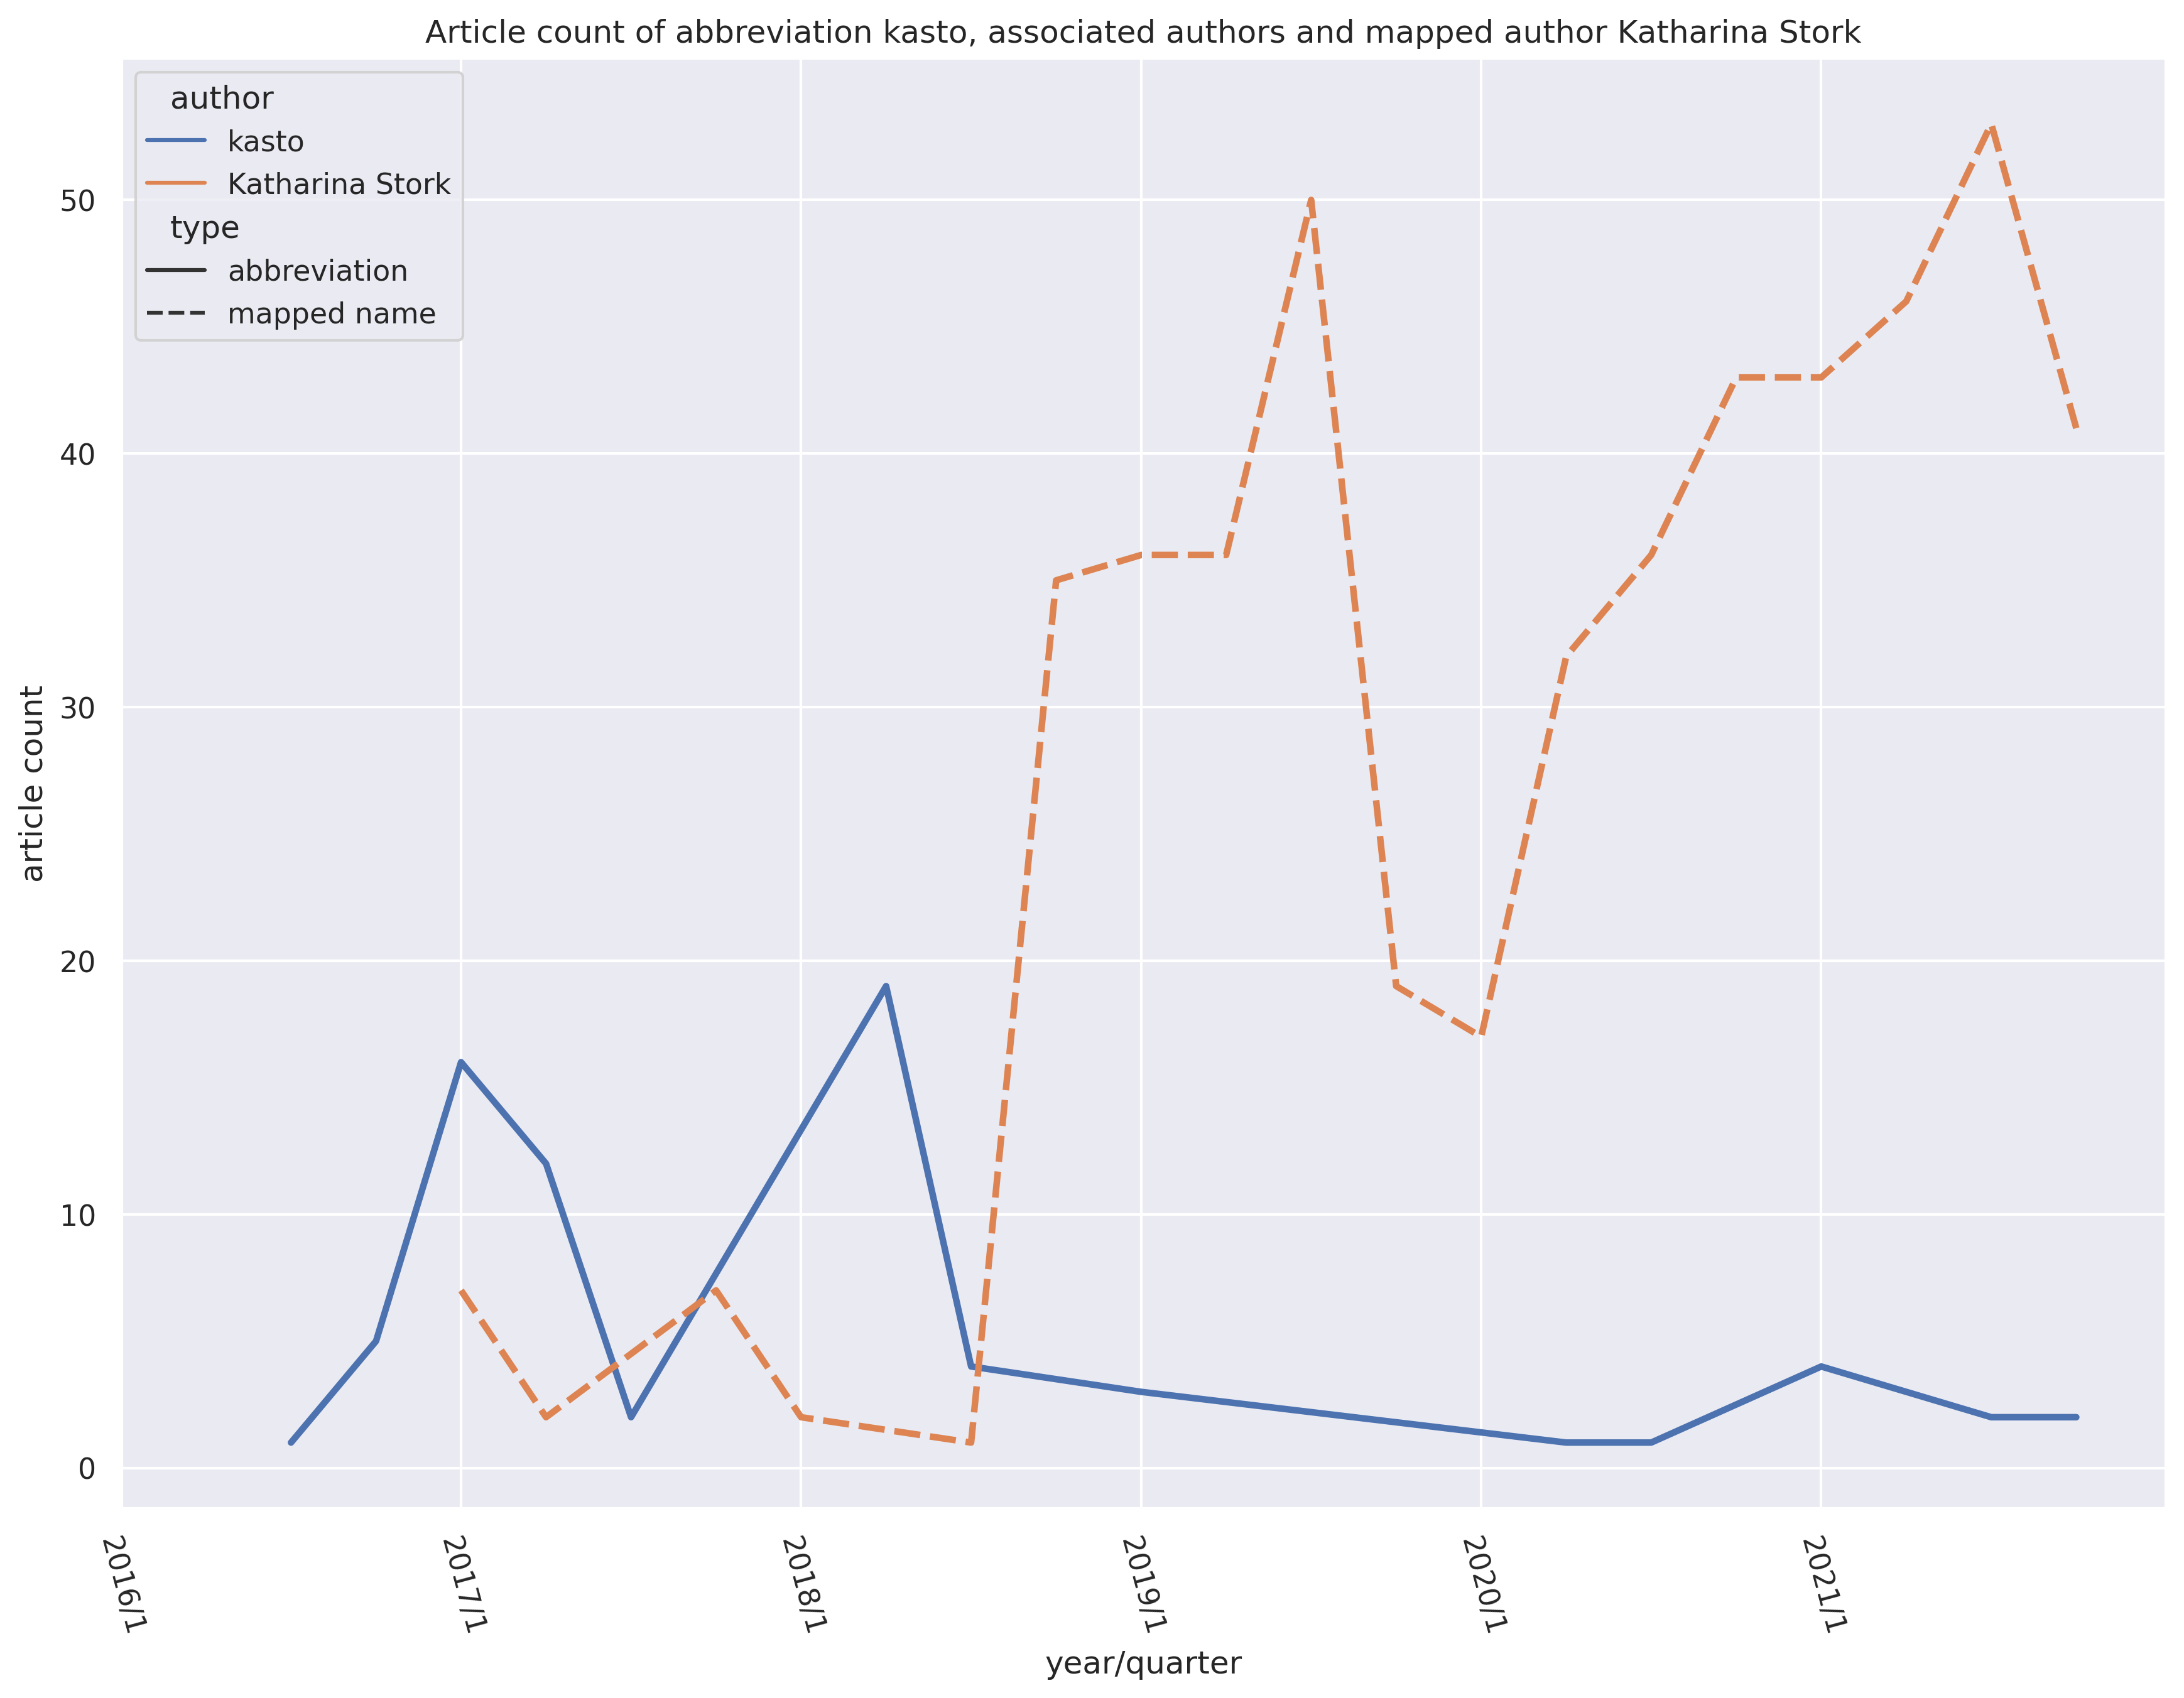 Article count of abbreviation kasto, associated authors and mapped author Katharina Stork
author
kasto
Katharina Stork
type
abbreviation
mapped name
50
40
30
20
10
0
article count
2016/1
2017/1
2018/1
2019/1
2020/1
2021/1
year/quarter